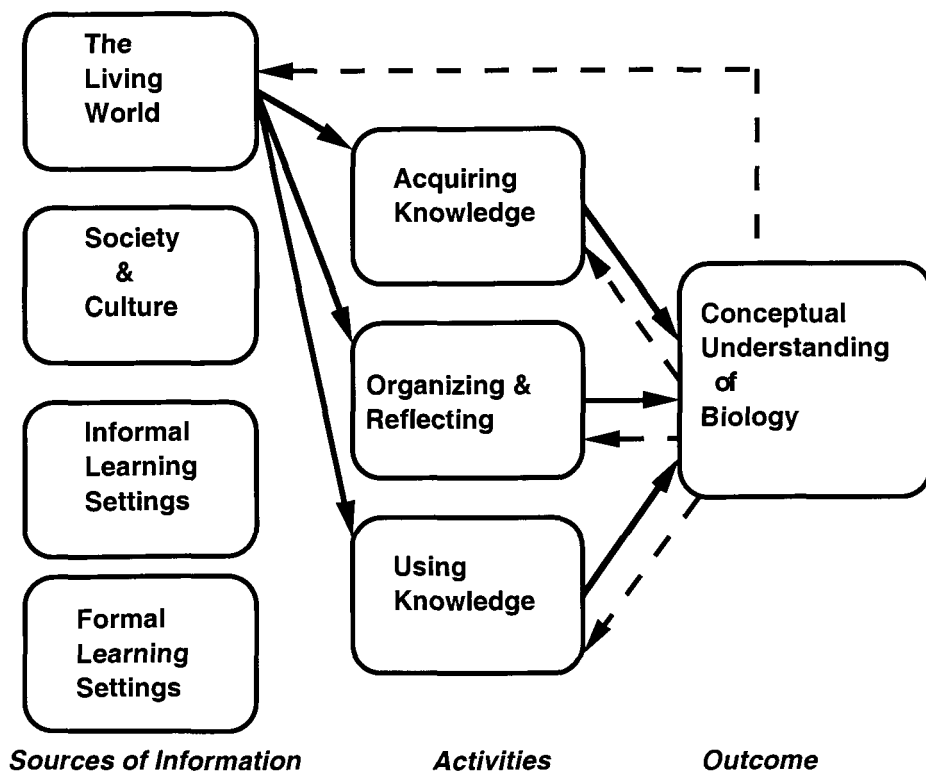 The
Living
World
Society
&
Culture
Informal
Learning
Settings
Formal
Learning
Settings
Acquiring
Knowledge
Organizing &
Reflecting
Using
Knowledge
Conceptual
Understanding
of
Biology
Sources of Information
Activities
Outcome